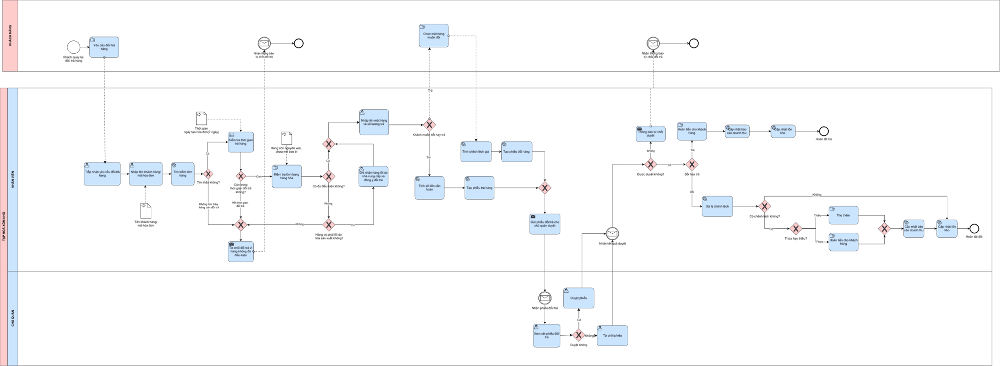 KHÁCH HÀNG
Khách quay lại
đổi/ trả hàng
Yêu cầu đổi/ trả
hàng
Nhận thông báo
từ chối đổi trả
Chọn mặt hàng
muốn đổi
Nhận thông báo
từ chối đổi trả
TẠP HOÁ XÓM NHỎ
NHÂN VIÊN
Tiếp nhận yêu cầu đổi/trả
hang
Nhập tên khách hàng/
mã hóa đơn
Tên khách hàng/
mã hóa đơn
Tìm kiếm đơn
hàng
Tìm thấy không?
Có
Không tìm thấy
hàng cần đổi trả
Thời gian
ngày tạo hóa đơn(7 ngày)
Kiểm tra thời gian
trả hàng
Còn trong
thời gian đổi trả
không?
Còn
Hết thời gian
đổi trả
Từ chối đổi trả vì
hàng không đủ
điều kiện
Hàng còn nguyên vẹn,
chưa mở bao bì
Kiểm tra tình trạng
hàng hóa
Có đủ điều kiện không?
Có
Không
Hàng có phải lỗi do
nhà sản xuất không?
Không
Có
Ghi nhận hàng lỗi do
nhà cung cấp và
đông ý đổi trả
Nhập tên mặt hàng
và số lượng trả
Khách muốn đổi hay trả
Trả
Trả
Tính chêch lệch giá
Tạo phiếu đổi hàng
Tính số tiền cần
hoàn
Tạo phiếu trả hàng
Gửi phiếu đổi/trả cho
chủ quán duyệt
Nhận kết quả duyệt
Được duyệt không?
không
Có
Thông báo từ chối
duyệt
Đổi hay trả
Trả
Đổi
Hoàn tiền cho khách
hàng
Cập nhật báo
cáo doanh thu
Cập nhật tồn
kho
Hoàn tất trả
Xử lý chênh lệch
Có chênh lệch không?
Không
Có
Thừa hay thiếu?
Thiếu
Thừa
Thu thêm
Hoàn tiền cho khách
hàng
Cập nhật báo
cáo doanh thu
Cập nhật tồn
kho
Hoàn tất đổi
CHỦ QUÁN
Nhận phiếu đổi/ trả
Xem xét phiếu đổi/
trả
Duyệt không
Có
Không
Duyệt phiếu
Từ chối phiếu